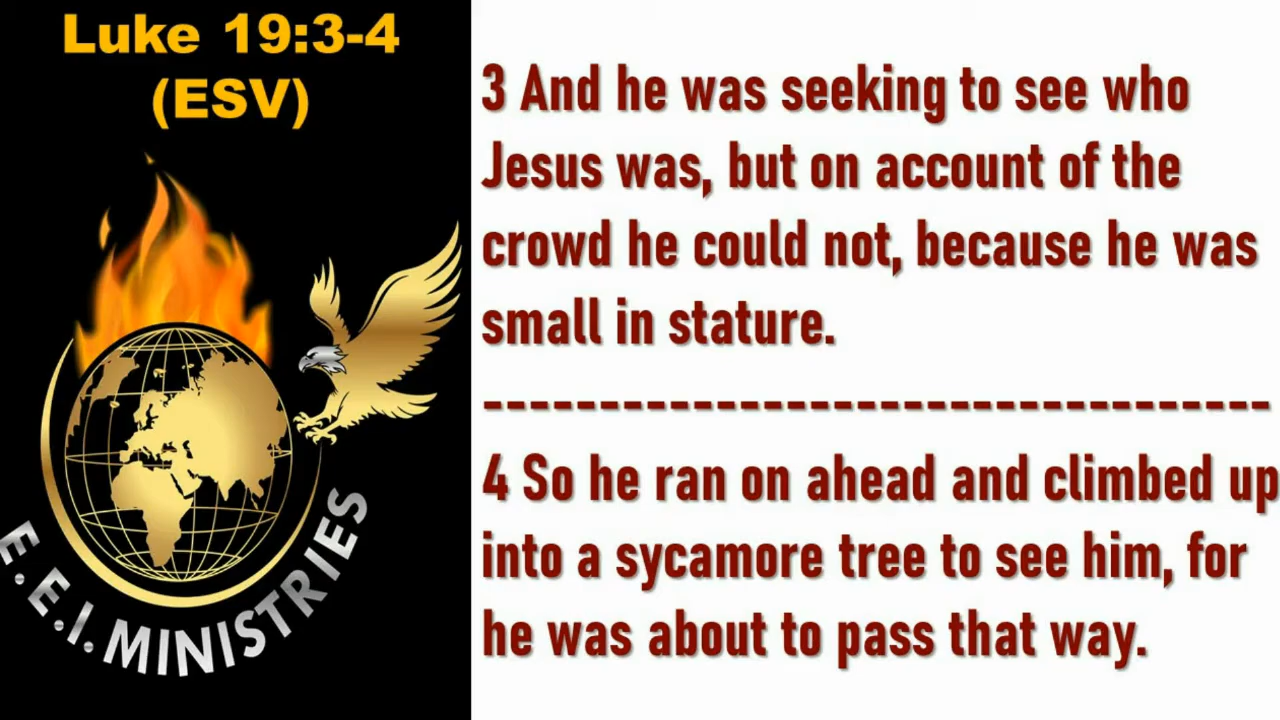 Luke 19:3-4
(ESV)
E.E.I. MINISTRIES
3 And he was seeking to see who
Jesus was, but on account of the
crowd he could not, because he was
small in stature.
----------------------------------
4 So he ran on ahead and climbed up
into a sycamore tree to see him, for
he was about to pass that way.